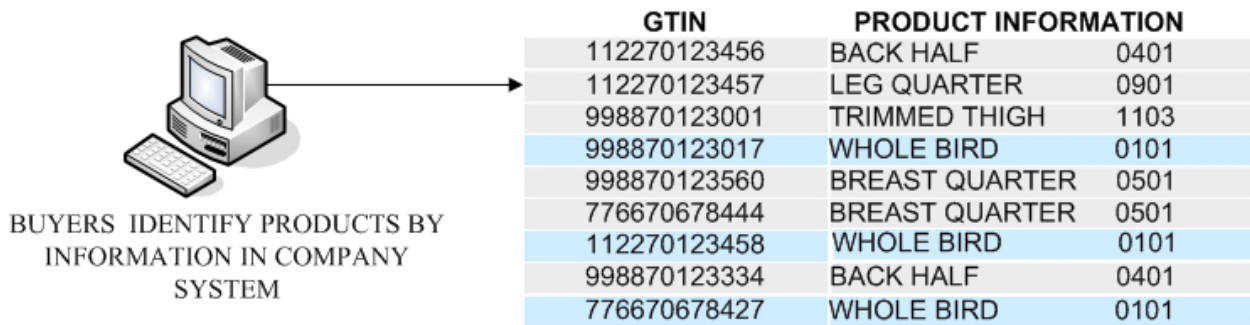 GTIN PRODUCT INFORMATION
112270123456 BACK HALF 0401
112270123457 LEG QUARTER 0901
998870123001 TRIMMED THIGH 1103
998870123017 WHOLE BIRD 0101
998870123560 BREAST QUARTER 0501
776670678444 BREAST QUARTER 0501
112270123458 WHOLE BIRD 0101
998870123334 BACK HALF 0401
776670678427 WHOLE BIRD 0101
BUYERS IDENTIFY PRODUCTS BY
INFORMATION IN COMPANY
SYSTEM